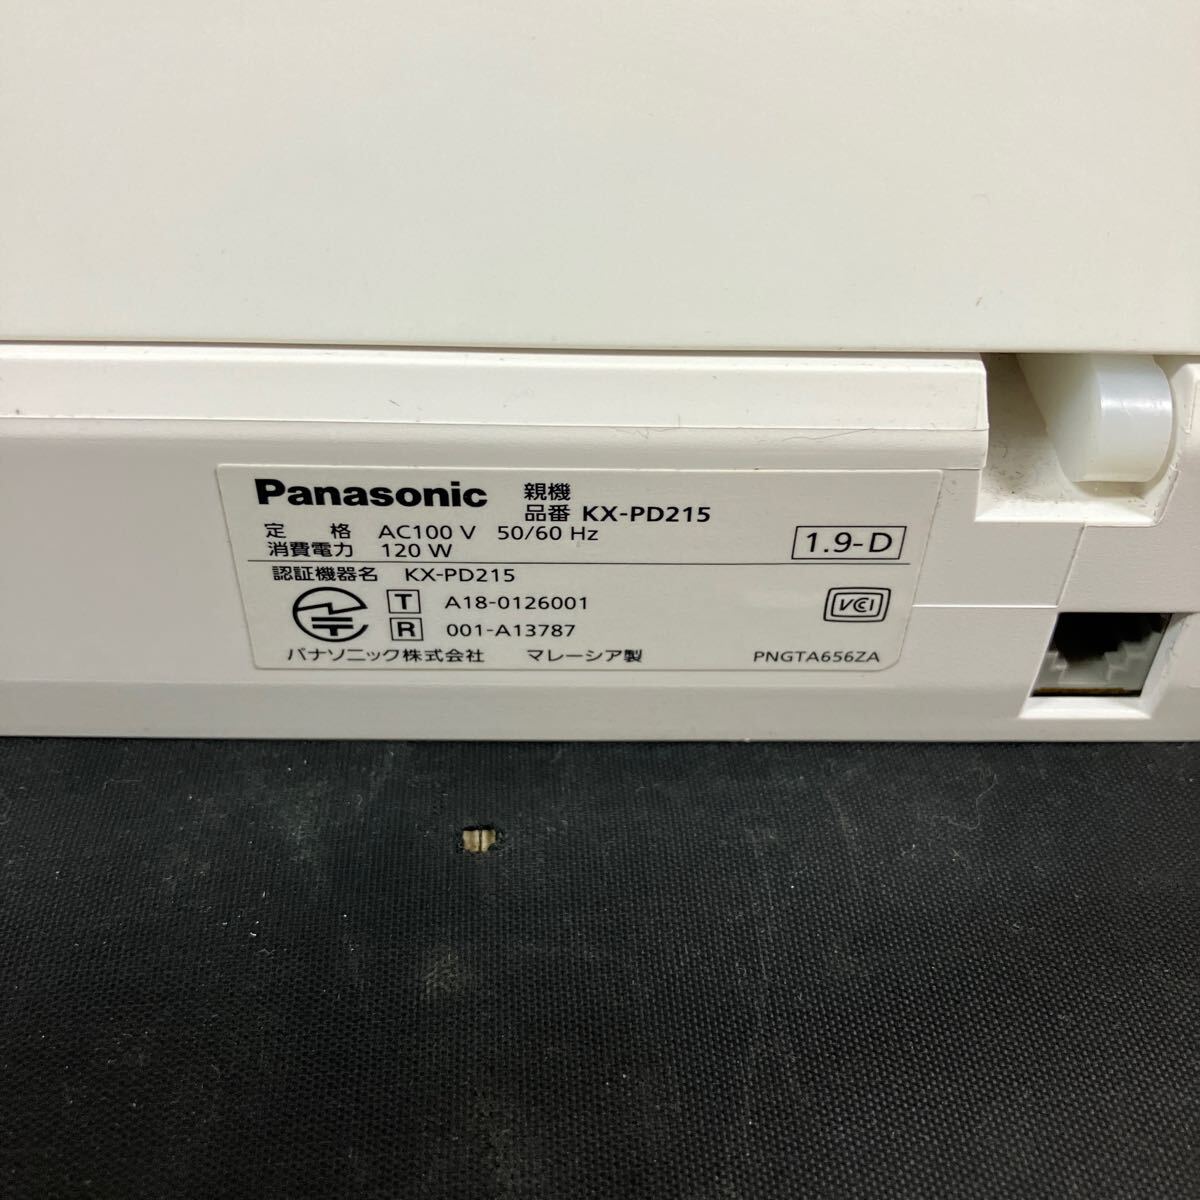 Panasonic 親機
品番 KX-PD215
定 格 AC100 V 50/60 Hz
消費電力 120 W
1.9-D
認証機器名 KX-PD215
T A18-0126001
R 001-A13787
VCCI
パナソニック株式会社 マレーシア製 PNGTA656ZA